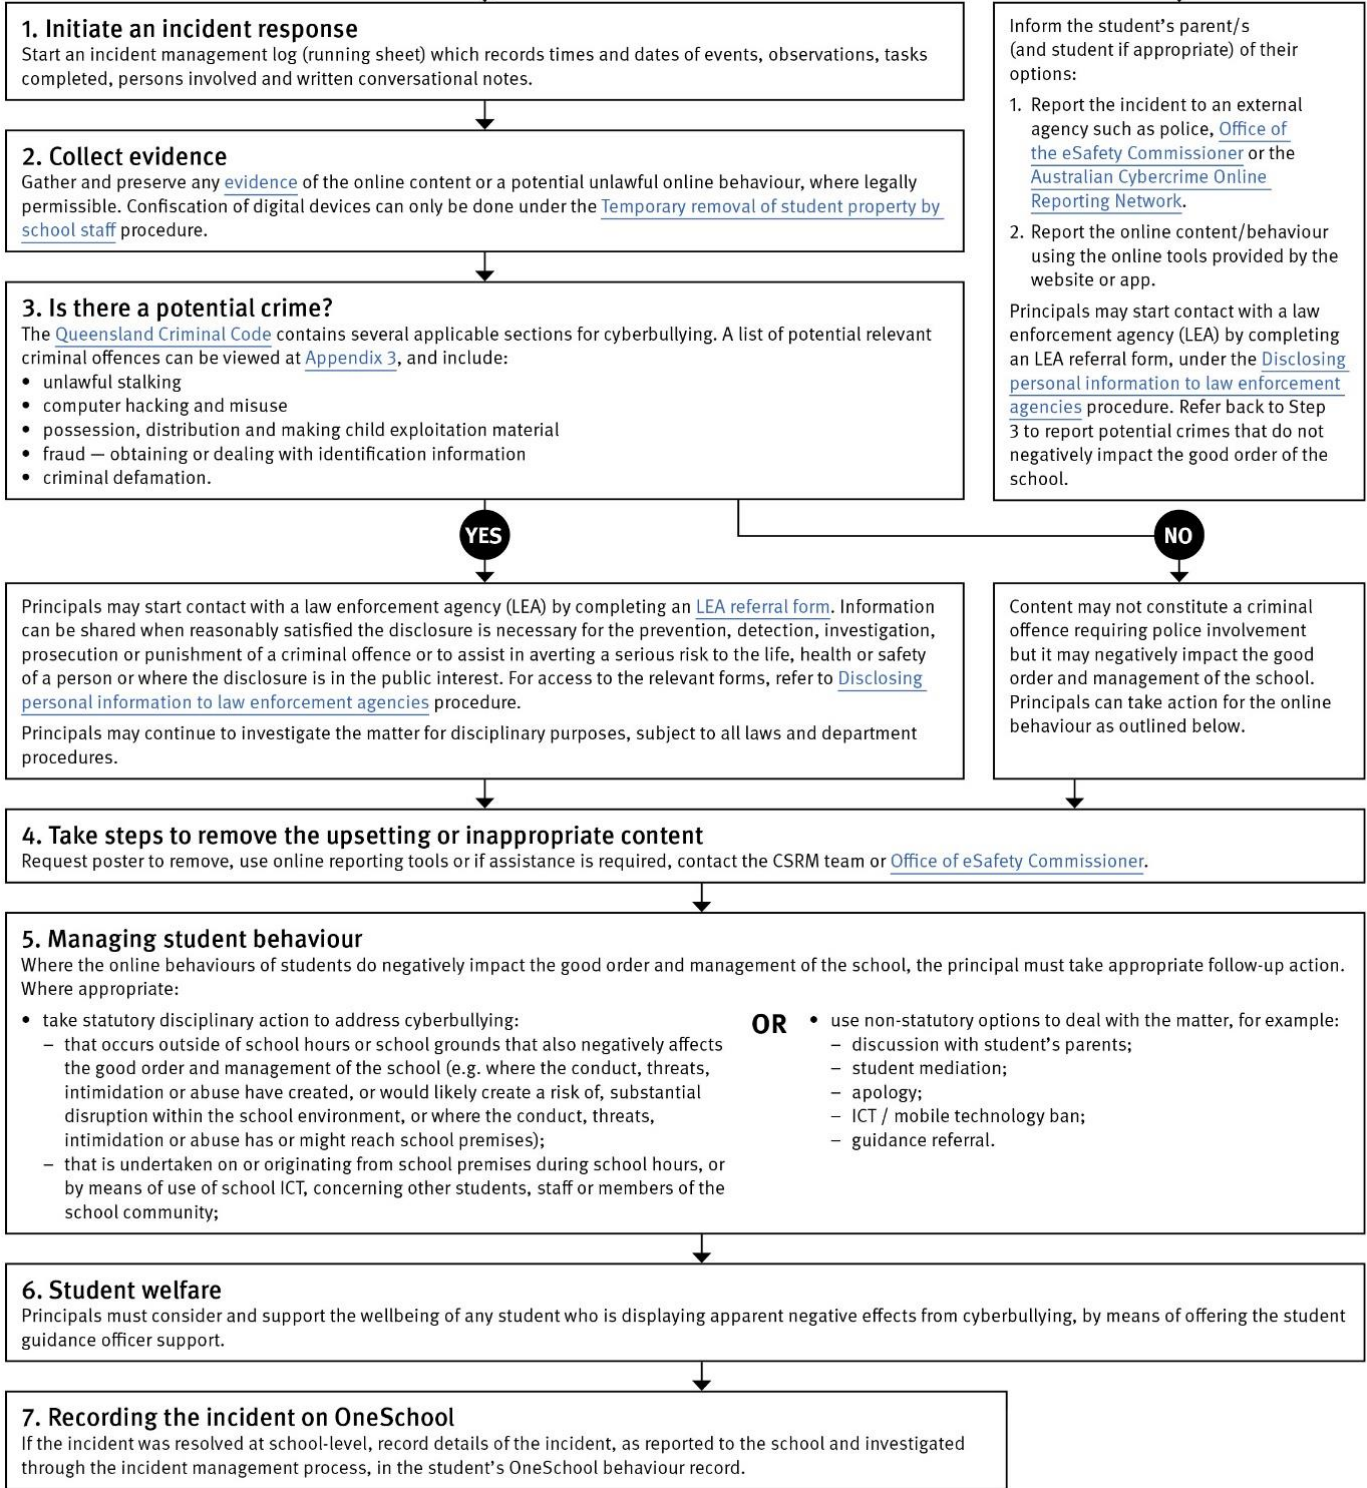 1. Initiate an incident response
Start an incident management log (running sheet) which records times and dates of events, observations, tasks
completed, persons involved and written conversational notes.
2. Collect evidence
Gather and preserve any evidence of the online content or a potential unlawful online behaviour, where legally
permissible. Confiscation of digital devices can only be done under the Temporary removal of student property by
school staff procedure.
3. Is there a potential crime?
The Queensland Criminal Code contains several applicable sections for cyberbullying. A list of potential relevant
criminal offences can be viewed at Appendix 3, and include:
• unlawful stalking
• computer hacking and misuse
• possession, distribution and making child exploitation material
• fraud — obtaining or dealing with identification information
• criminal defamation.
Inform the student's parent/s
(and student if appropriate) of their
options:
1. Report the incident to an external
agency such as police, Office of
the eSafety Commissioner or the
Australian Cybercrime Online
Reporting Network.
2. Report the online content/behaviour
using the online tools provided by the
website or app.
Principals may start contact with a law
enforcement agency (LEA) by completing
an LEA referral form, under the Disclosing
personal information to law enforcement
agencies procedure. Refer back to Step
3 to report potential crimes that do not
negatively impact the good order of the
school.
YES
NO
Principals may start contact with a law enforcement agency (LEA) by completing an LEA referral form. Information
can be shared when reasonably satisfied the disclosure is necessary for the prevention, detection, investigation,
prosecution or punishment of a criminal offence or to assist in averting a serious risk to the life, health or safety
of a person or where the disclosure is in the public interest. For access to the relevant forms, refer to Disclosing
personal information to law enforcement agencies procedure.
Principals may continue to investigate the matter for disciplinary purposes, subject to all laws and department
procedures.
Content may not constitute a criminal
offence requiring police involvement
but it may negatively impact the good
order and management of the school.
Principals can take action for the online
behaviour as outlined below.
4. Take steps to remove the upsetting or inappropriate content
Request poster to remove, use online reporting tools or if assistance is required, contact the CSRM team or Office of eSafety Commissioner.
5. Managing student behaviour
Where the online behaviours of students do negatively impact the good order and management of the school, the principal must take appropriate follow-up action.
Where appropriate:
• take statutory disciplinary action to address cyberbullying:
– that occurs outside of school hours or school grounds that also negatively affects
the good order and management of the school (e.g. where the conduct, threats,
intimidation or abuse have created, or would likely create a risk of, substantial
disruption within the school environment, or where the conduct, threats,
intimidation or abuse has or might reach school premises);
– that is undertaken on or originating from school premises during school hours, or
by means of use of school ICT, concerning other students, staff or members of the
school community;
OR
• use non-statutory options to deal with the matter, for example:
– discussion with student's parents;
– student mediation;
– apology;
– ICT / mobile technology ban;
– guidance referral.
6. Student welfare
Principals must consider and support the wellbeing of any student who is displaying apparent negative effects from cyberbullying, by means of offering the student
guidance officer support.
7. Recording the incident on OneSchool
If the incident was resolved at school-level, record details of the incident, as reported to the school and investigated
through the incident management process, in the student's OneSchool behaviour record.